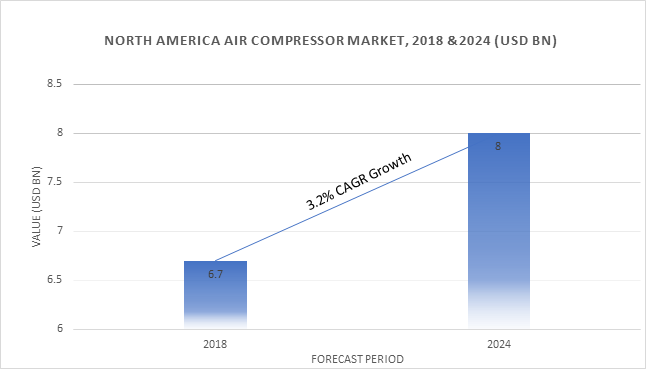 NORTH AMERICA AIR COMPRESSOR MARKET, 2018 &2024 (USD BN)
8.5
8
7.5
7
6.5
6
VALUE (USD BN)
3.2% CAGR Growth
6.7
8
2018
2024
FORECAST PERIOD